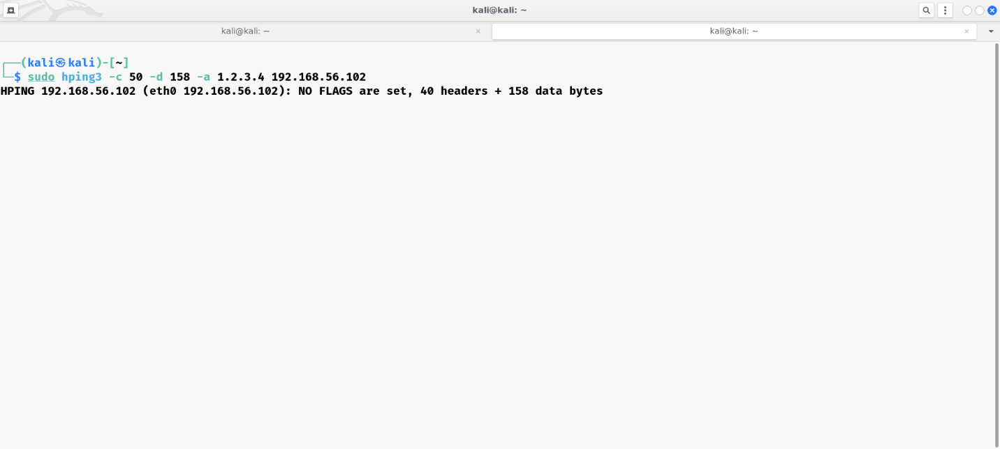 kali@kali: ~
kali@kali: ~
kali@kali: ~
┌──(kali㉿kali)-[~]
└─$ sudo hping3 -c 50 -d 158 -a 1.2.3.4 192.168.56.102
HPING 192.168.56.102 (eth0 192.168.56.102): NO FLAGS are set, 40 headers + 158 data bytes